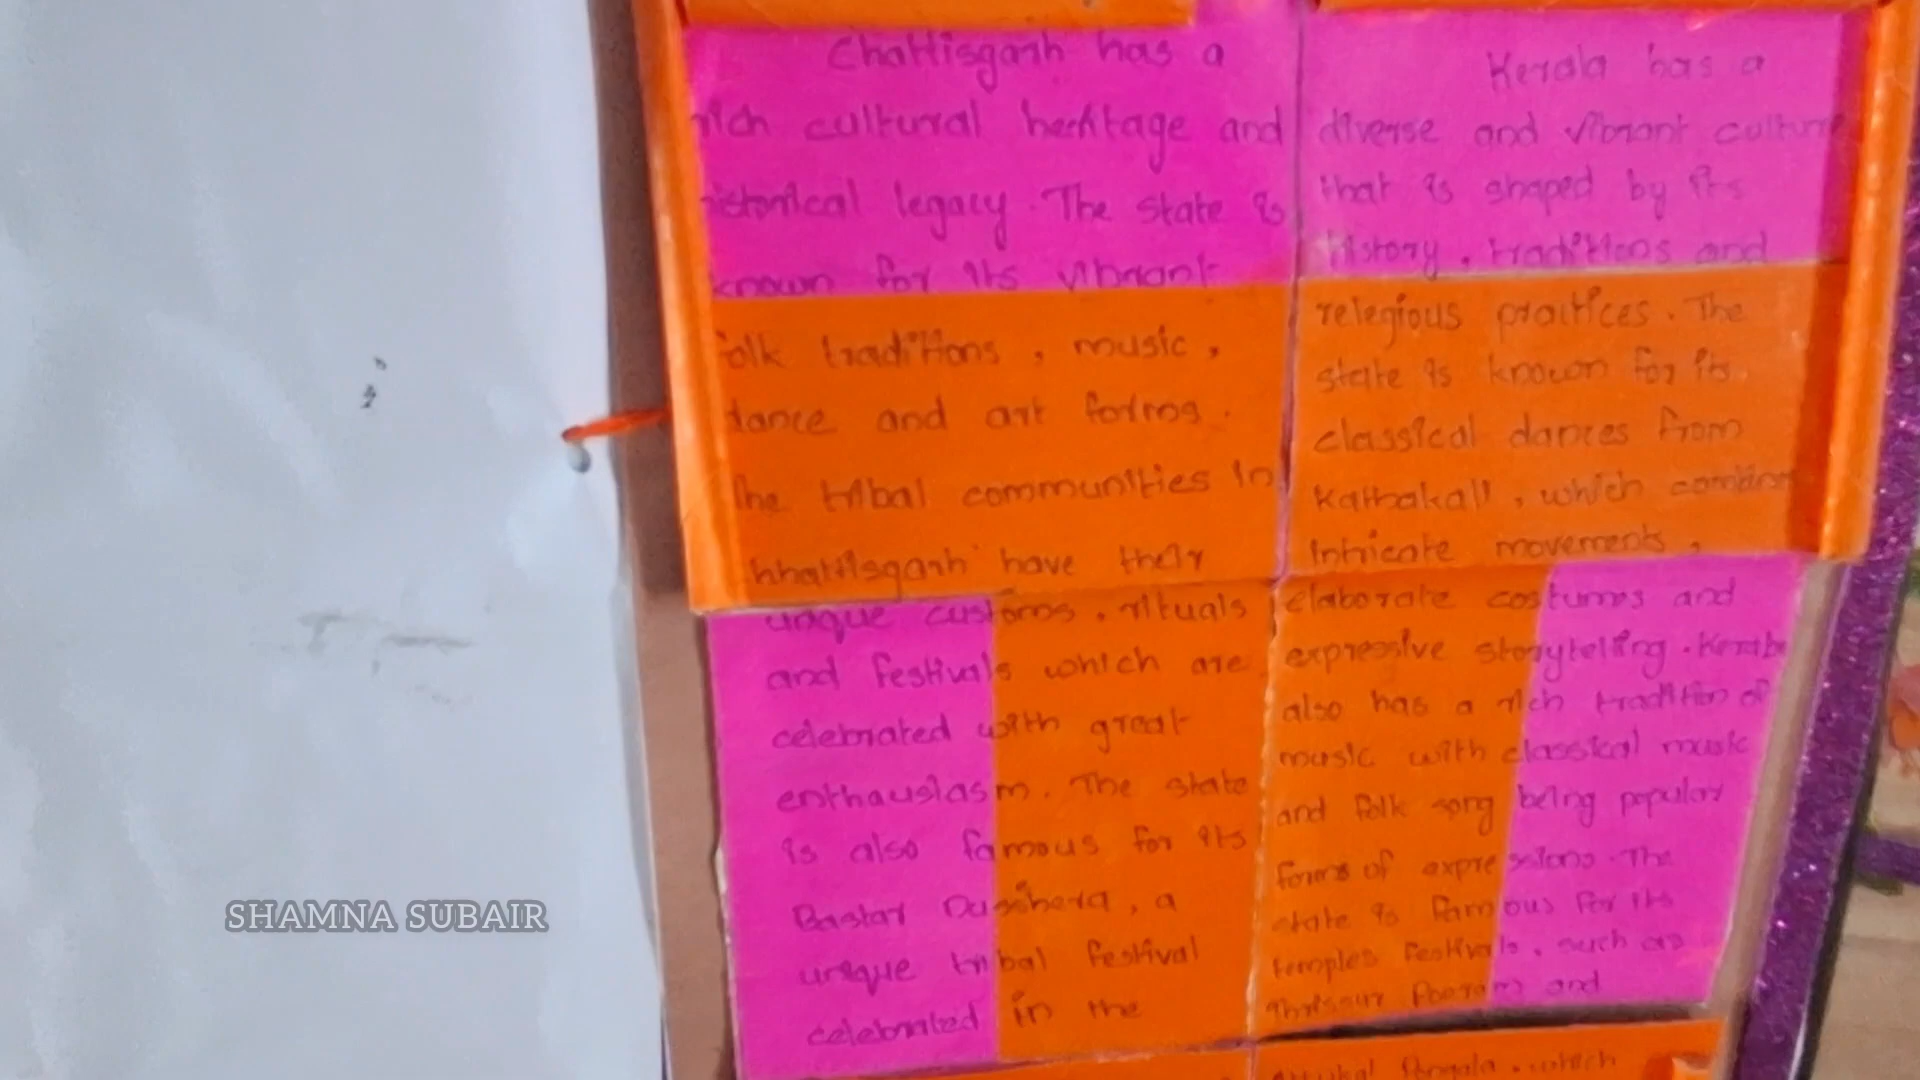 Chattisgarh has a
rich cultural heritage and
historical legacy. The state is
known for its vibrant
folk traditions, music,
dance and art forms.
The tribal communities in
hhattisgarh have their
unique customs, rituals
and festivals which are
celebrated with great
enthausiasm. The state
is also famous for its
Bastar Dusshera, a
unique tribal festival
celebrated in the
Kerala has a
diverse and vibrant culture
that is shaped by its
history, traditions and
relegious practices. The
state is known for its
classical dances from
Kathakali, which combine
intricate movements,
elaborate costumes and
expressive storytelling. Kerala
also has a rich tradition of
music with classical music
and folk song being popular
forms of expressions. The
state is famous for its
temples festivals, such as
Thrissur Pooram and
Pongala, which
SHAMNA SUBAIR